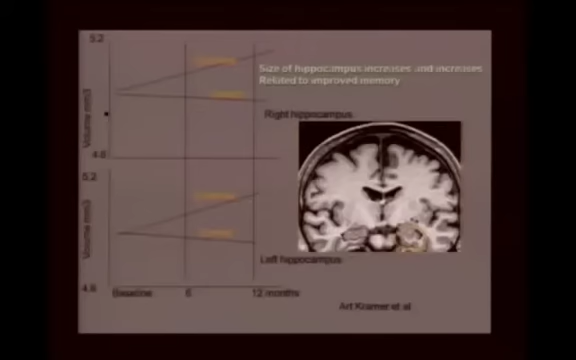 5.2
Size of hippocampus increases and increases
Related to improved memory
Volume mm3
Right hippocampus
4.8
5.2
Volume mm3
Left hippocampus
4.8
Baseline
6
12 months
Art Kramer et al